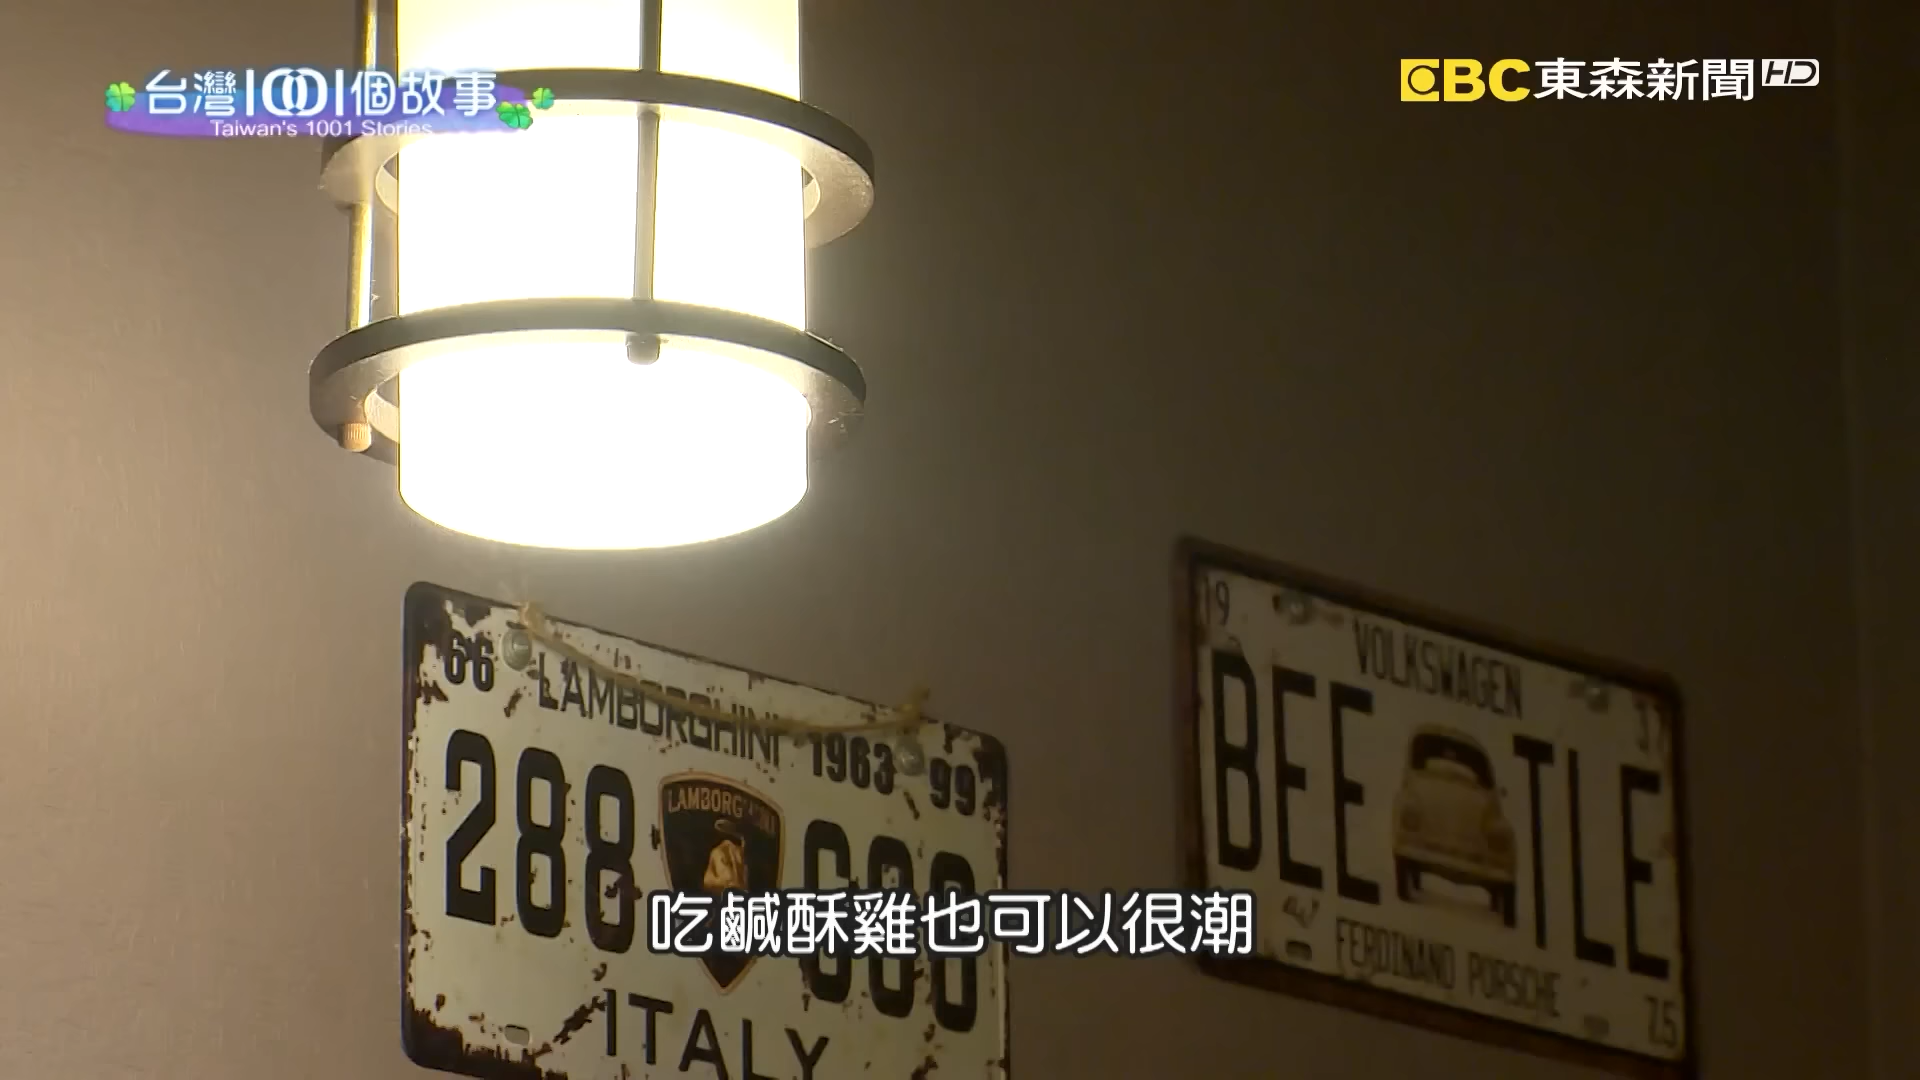 台灣1001個故事
Taiwan's 1001 Stories
EBC東森新聞HD
66 LAMBORGHINI 1963 99
LAMBORGHINI
288
ITALY
19 37
VOLKSWAGEN
BEETLE
FERDINAND PORSCHE
75
吃鹹酥雞也可以很潮